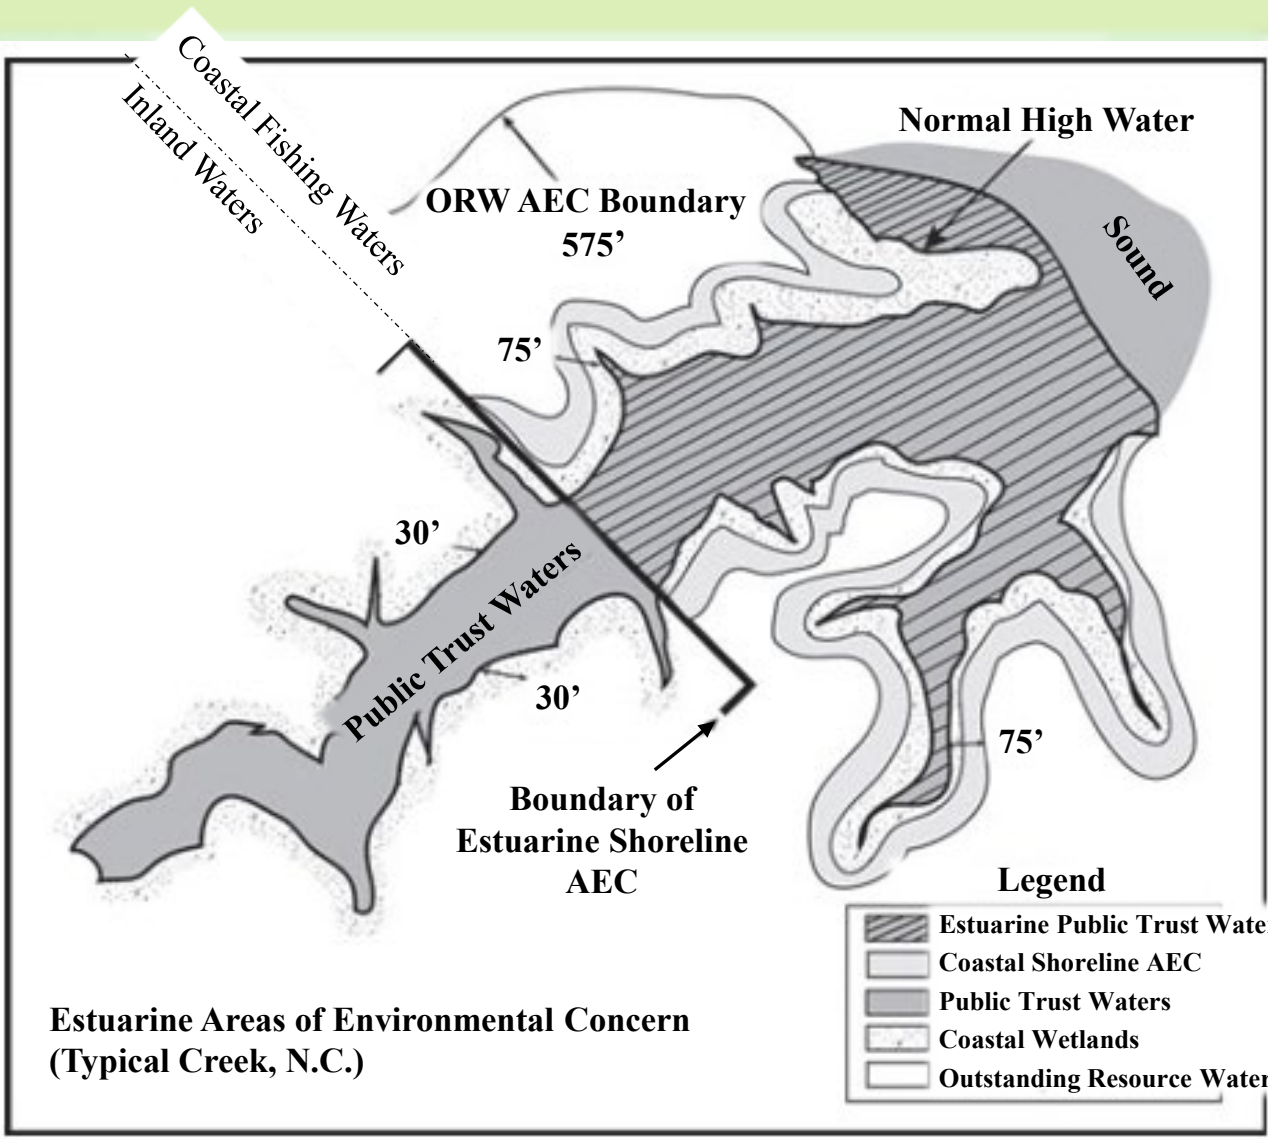 Coastal Fishing Waters
Inland Waters
Normal High Water
ORW AEC Boundary
575’
Sound
75’
30’
Public Trust Waters
30’
75’
Boundary of
Estuarine Shoreline
AEC
Legend
Estuarine Public Trust Water
Coastal Shoreline AEC
Public Trust Waters
Coastal Wetlands
Outstanding Resource Water
Estuarine Areas of Environmental Concern
(Typical Creek, N.C.)